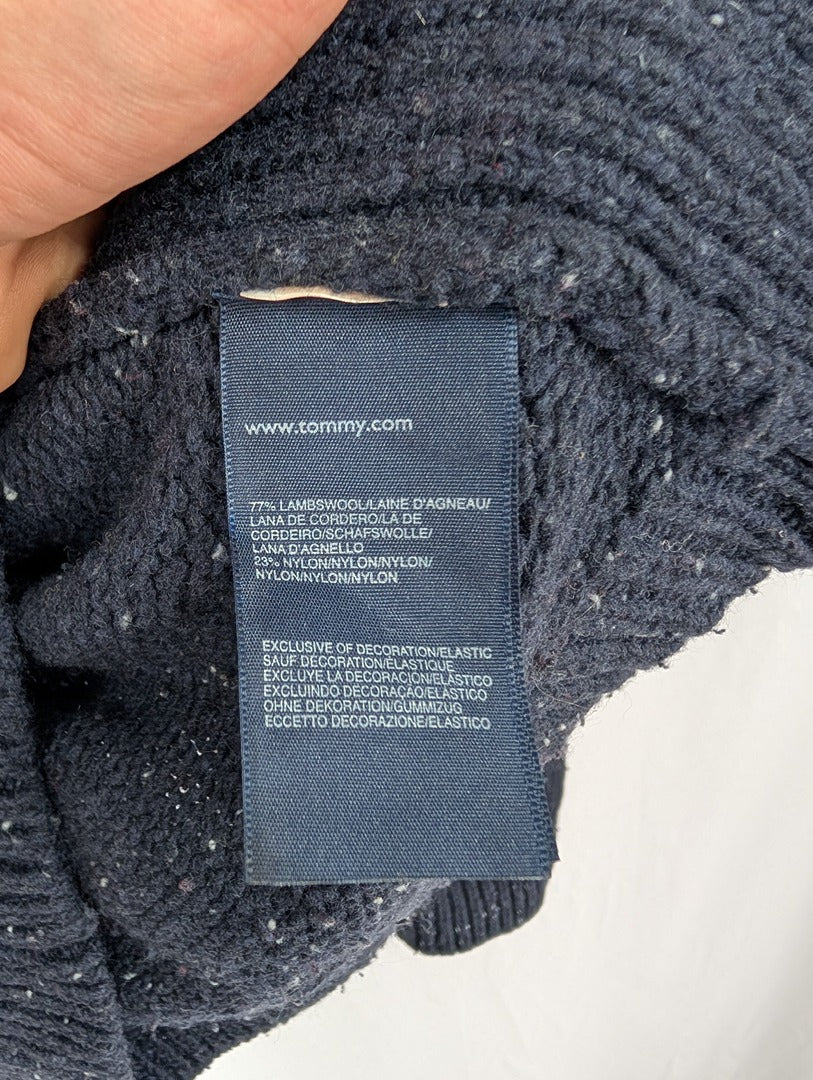 www.tommy.com
77% LAMBSWOOL/LAINE D'AGNEAU/
LANA DE CORDERO/LÃ DE
CORDEIRO/SCHAFSWOLLE/
LANA D'AGNELLO
23% NYLON/NYLON/NYLON/
NYLON/NYLON/NYLON
EXCLUSIVE OF DECORATION/ELASTIC
SAUF DÉCORATION/ÉLASTIQUE
EXCLUYE LA DECORACIÓN/ELÁSTICO
EXCLUINDO DECORAÇÃO/ELÁSTICO
OHNE DEKORATION/GUMMIZUG
ECCETTO DECORAZIONE/ELASTICO